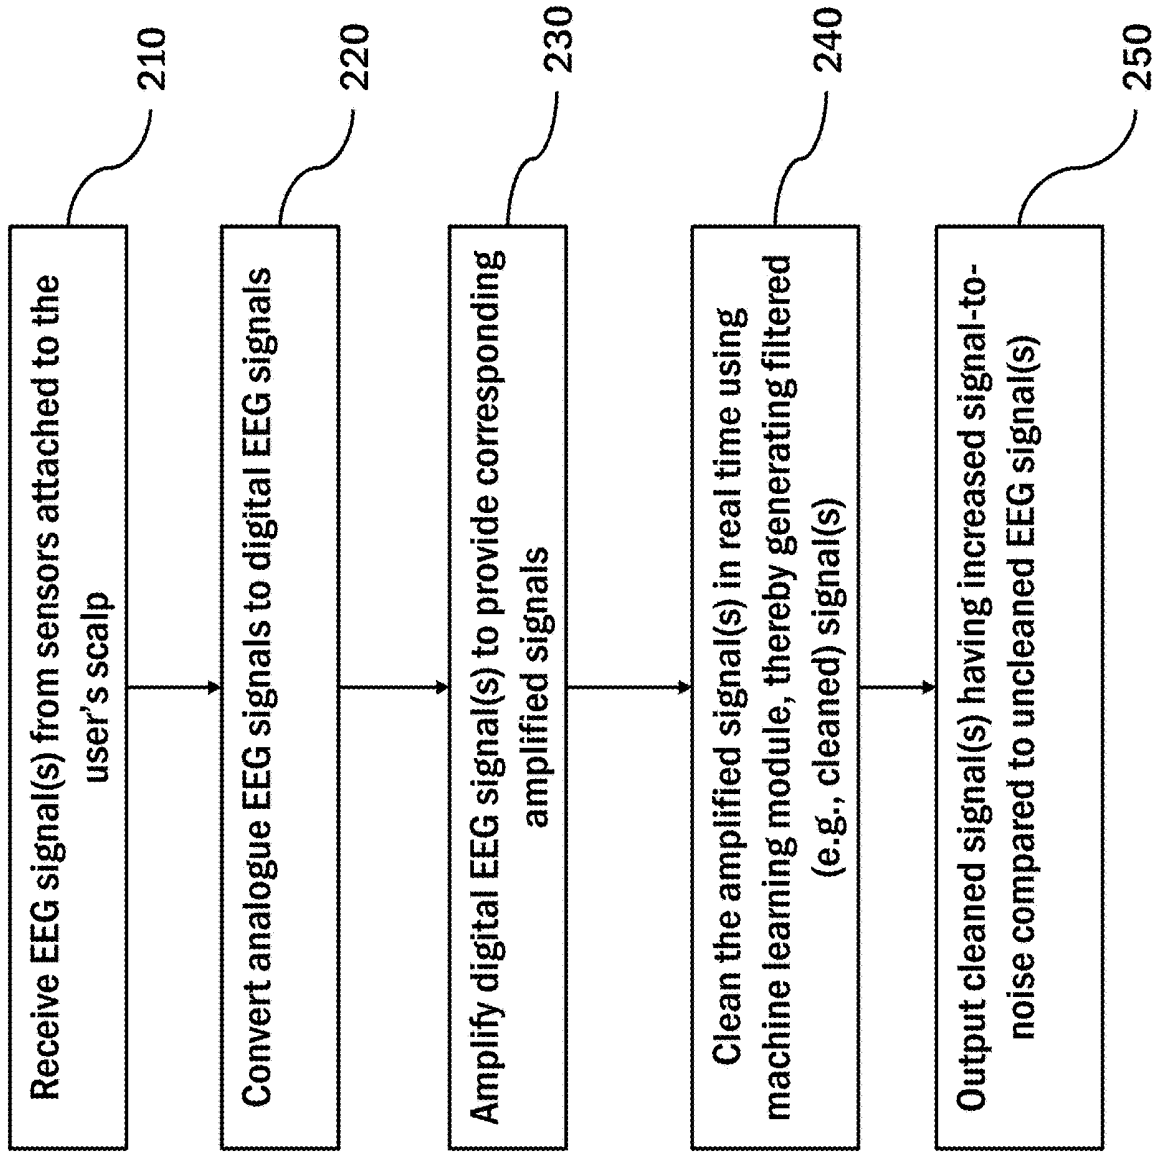 Receive EEG signal(s) from sensors attached to the
user's scalp
210
Convert analogue EEG signals to digital EEG signals
220
Amplify digital EEG signal(s) to provide corresponding
amplified signals
230
Clean the amplified signal(s) in real time using
machine learning module, thereby generating filtered
(e.g., cleaned) signal(s)
240
Output cleaned signal(s) having increased signal-to-
noise compared to uncleaned EEG signal(s)
250